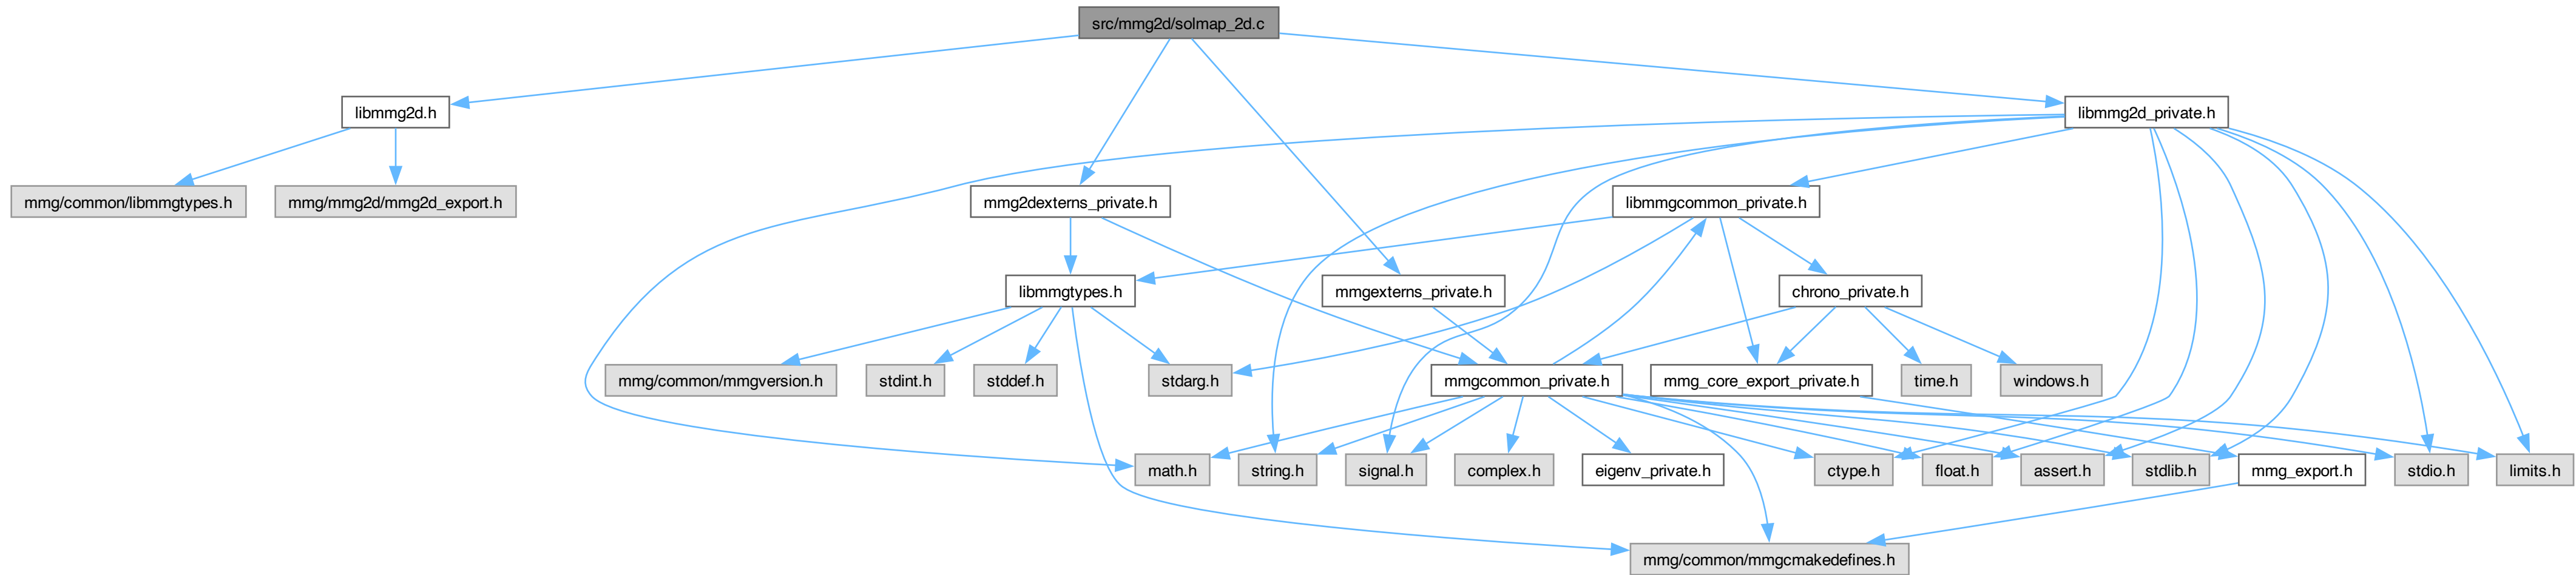 src/mmg2d/solmap_2d.c
libmmg2d.h
libmmg2d_private.h
mmg/common/libmmgtypes.h
mmg/mmg2d/mmg2d_export.h
mmg2dexterns_private.h
libmmgcommon_private.h
libmmgtypes.h
mmgexterns_private.h
chrono_private.h
mmg/common/mmgversion.h
stdint.h
stddef.h
stdarg.h
mmgcommon_private.h
mmg_core_export_private.h
time.h
windows.h
math.h
string.h
signal.h
complex.h
eigenv_private.h
ctype.h
float.h
assert.h
stdlib.h
mmg_export.h
stdio.h
limits.h
mmg/common/mmgcmakedefines.h